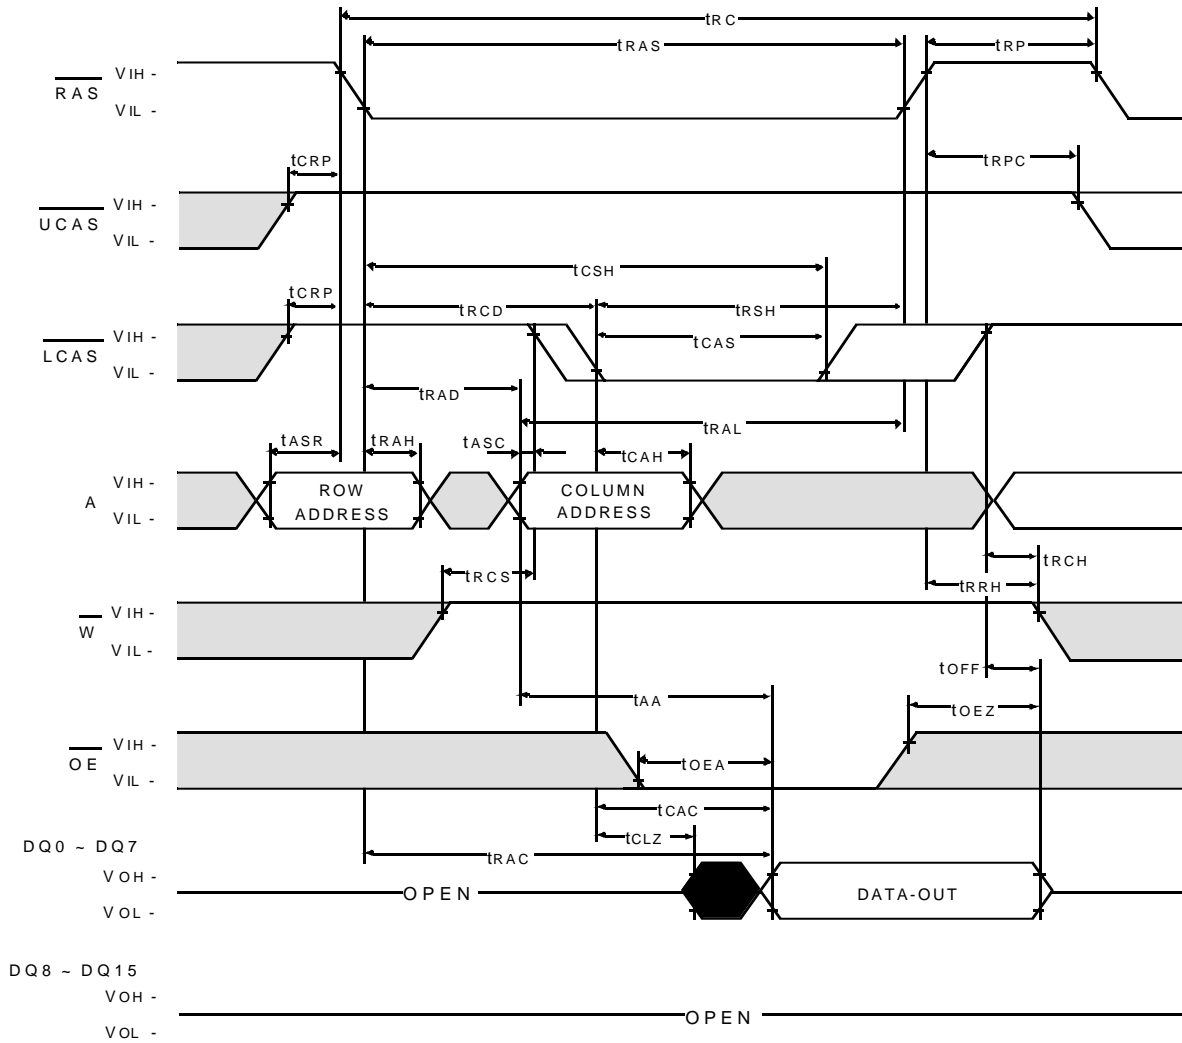 tRC
tRAS
tRP
RAS
VIH -
VIL -
tCRP
tRPC
UCAS
VIH -
VIL -
tCSH
tCRP
tRCD
tRSH
LCAS
VIH -
VIL -
tCAS
tRAD
tRAL
tASR
tRAH
tASC
tCAH
A
VIH -
VIL -
ROW
ADDRESS
COLUMN
ADDRESS
tRCS
tRCH
tRRH
W
VIH -
VIL -
tOFF
tAA
tOEZ
OE
VIH -
VIL -
tOEA
tCAC
tCLZ
tRAC
DQ0 ~ DQ7
VOH -
VOL -
OPEN
DATA-OUT
DQ8 ~ DQ15
VOH -
VOL -
OPEN